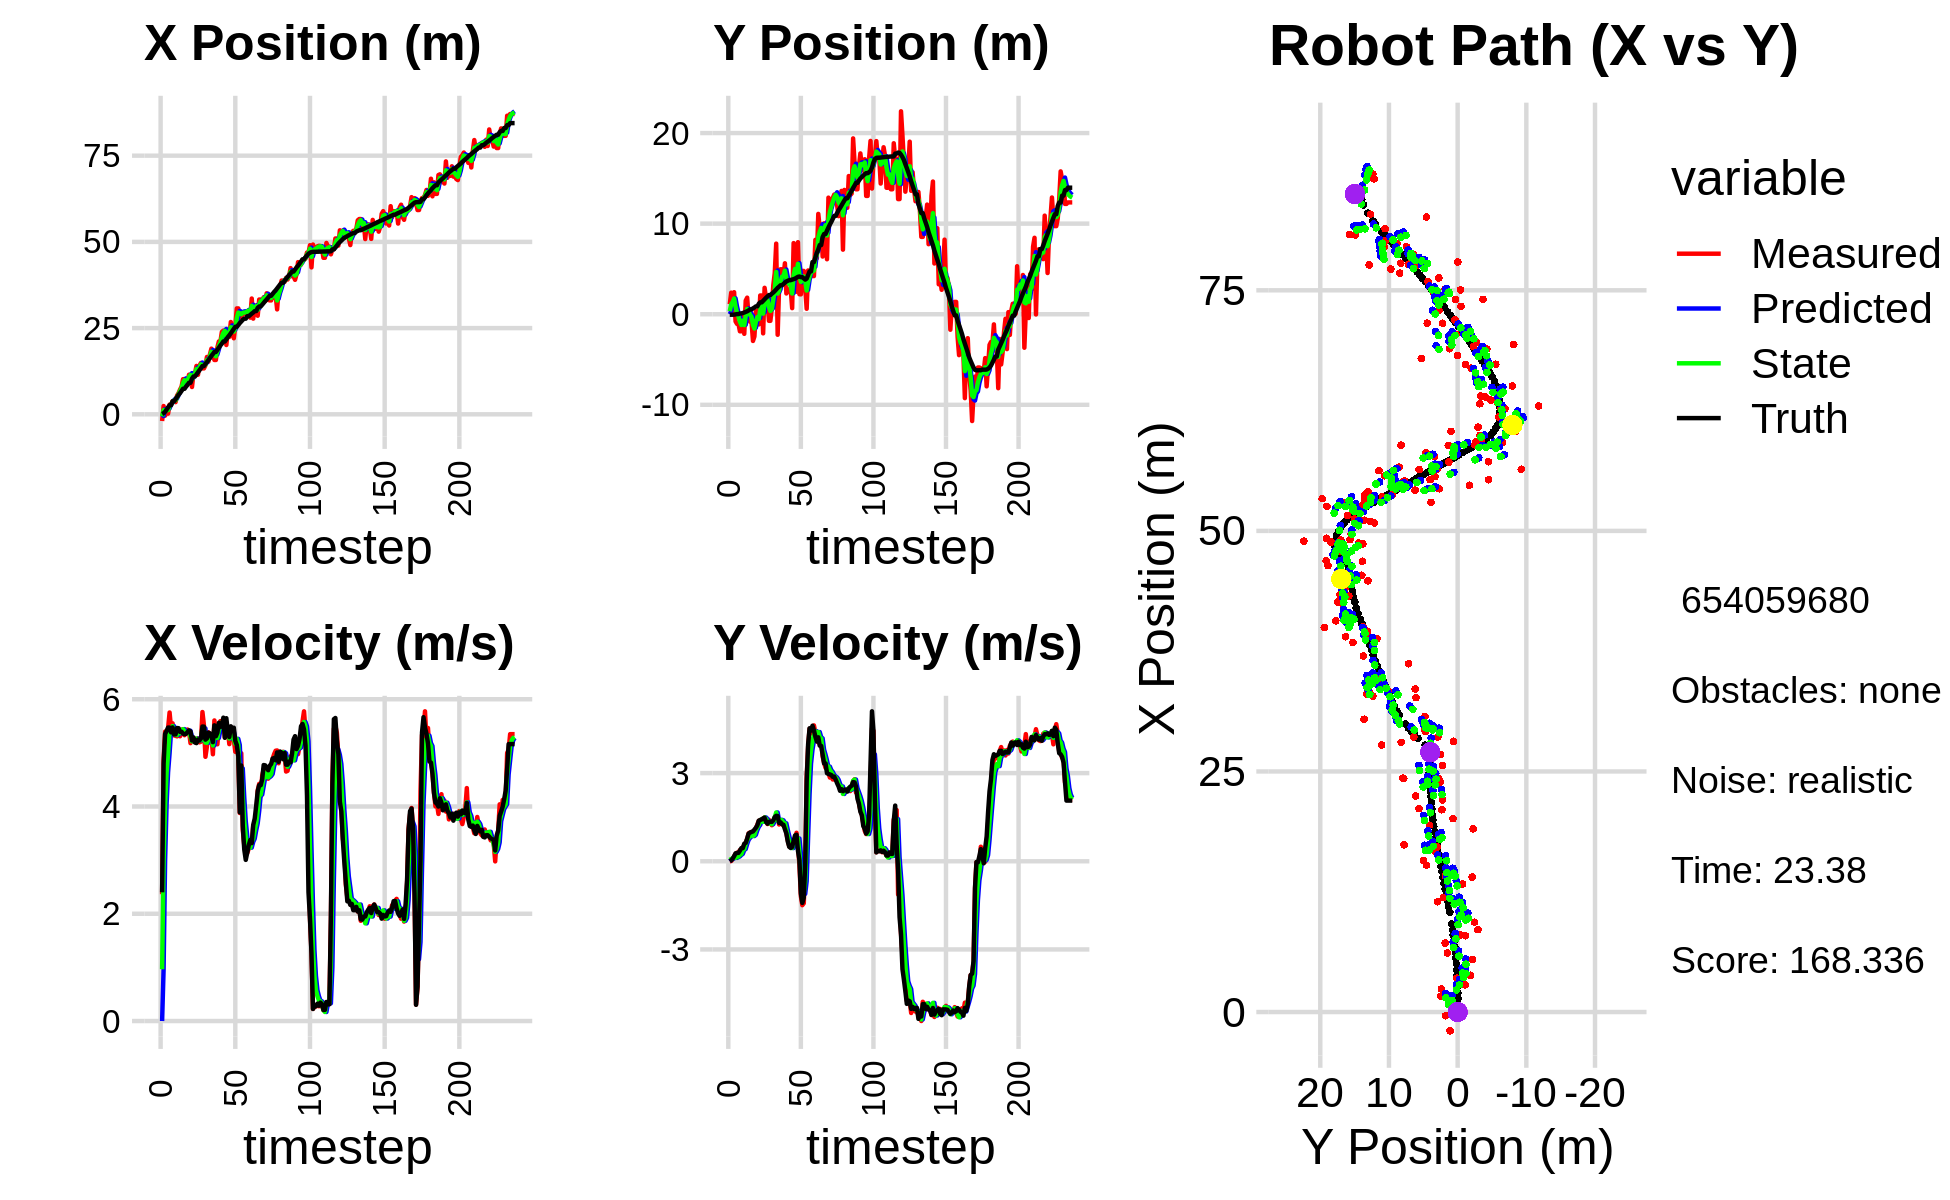 X Position (m)
75
50
25
0
0
50
100
150
200
timestep
Y Position (m)
20
10
0
-10
0
50
100
150
200
timestep
X Velocity (m/s)
6
4
2
0
0
50
100
150
200
timestep
Y Velocity (m/s)
3
0
-3
0
50
100
150
200
timestep
Robot Path (X vs Y)
X Position (m)
75
50
25
0
20 10 0 -10 -20
Y Position (m)
variable
Measured
Predicted
State
Truth
654059680
Obstacles: none
Noise: realistic
Time: 23.38
Score: 168.336